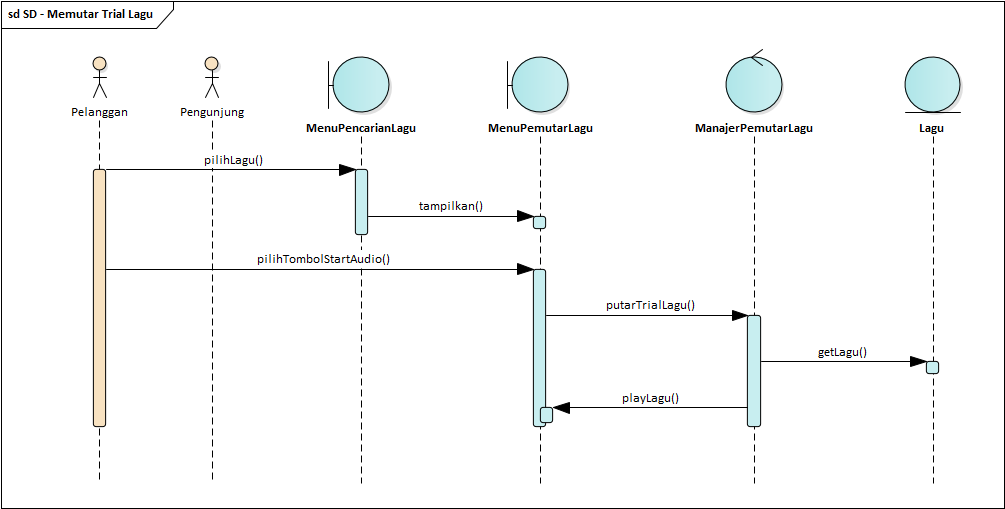 sd SD - Memutar Trial Lagu
Pelanggan
Pengunjung
MenuPencarianLagu
MenuPemutarLagu
ManajerPemutarLagu
Lagu
pilihLagu()
tampilkan()
pilihTombolStartAudio()
putarTrialLagu()
getLagu()
playLagu()